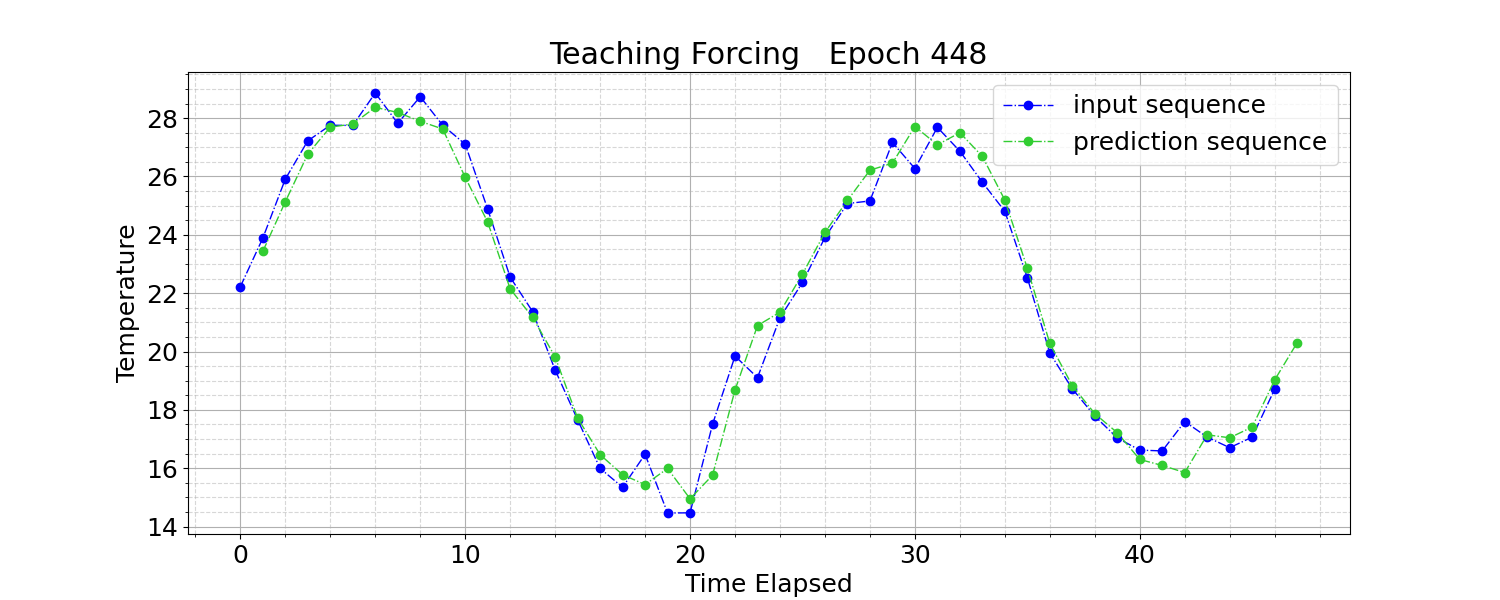 Teaching Forcing   Epoch 448
input sequence
prediction sequence
28
26
24
22
20
18
16
14
Temperature
0 10 20 30 40
Time Elapsed